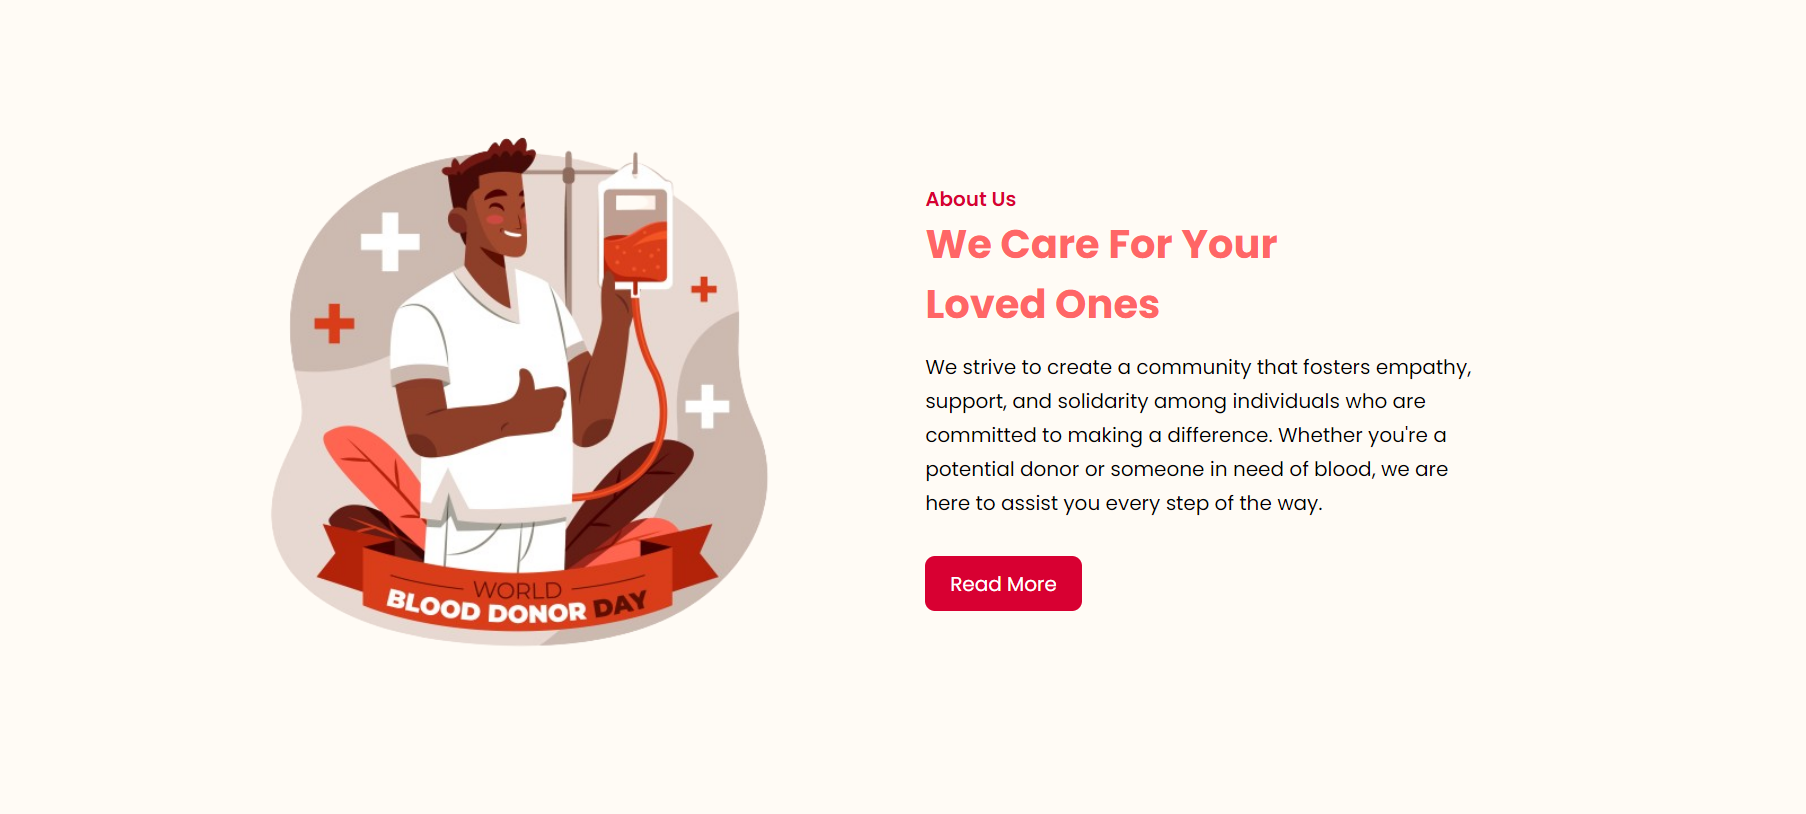 About Us
We Care For Your
Loved Ones
We strive to create a community that fosters empathy,
support, and solidarity among individuals who are
committed to making a difference. Whether you're a
potential donor or someone in need of blood, we are
here to assist you every step of the way.
Read More
WORLD
BLOOD DONOR DAY